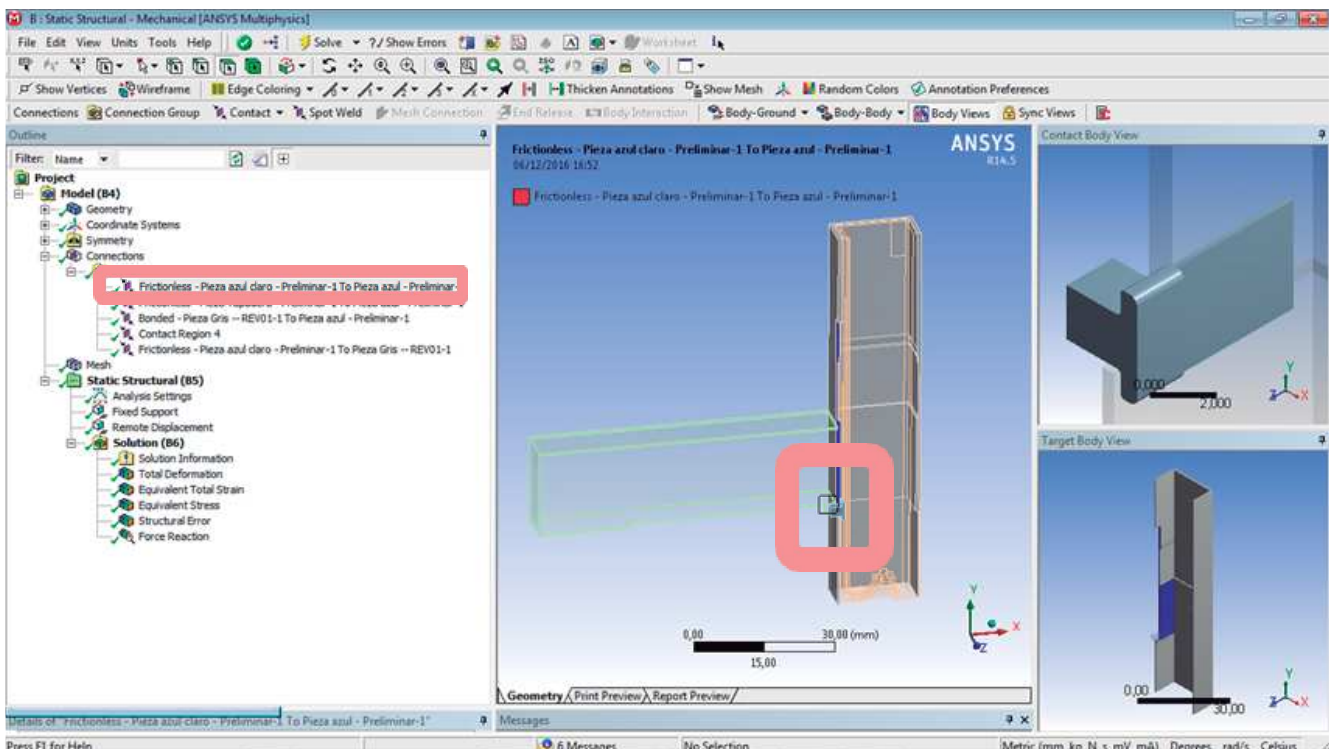 B : Static Structural - Mechanical [ANSYS Multiphysics]
File Edit View Units Tools Help Solve ?/ Show Errors Worksheet
Show Vertices Wireframe Edge Coloring Thicken Annotations Show Mesh Random Colors Annotation Preferences
Connections Connection Group Contact Spot Weld Mesh Connection End Release Body Interaction Body-Ground Body-Body Body Views Sync Views
Outline
Filter: Name
Project
Model (B4)
Geometry
Coordinate Systems
Symmetry
Connections
Frictionless - Pieza azul claro - Preliminar-1 To Pieza azul - Preliminar-
Bonded - Pieza Gris -- REV01-1 To Pieza azul - Preliminar-1
Contact Region 4
Frictionless - Pieza azul claro - Preliminar-1 To Pieza Gris -- REV01-1
Mesh
Static Structural (B5)
Analysis Settings
Fixed Support
Remote Displacement
Solution (B6)
Solution Information
Total Deformation
Equivalent Total Strain
Equivalent Stress
Structural Error
Force Reaction
Details of "Frictionless - Pieza azul claro - Preliminar-1 To Pieza azul - Preliminar-1"
Frictionless - Pieza azul claro - Preliminar-1 To Pieza azul - Preliminar-1
06/12/2016 16:52
Frictionless - Pieza azul claro - Preliminar-1 To Pieza azul - Preliminar-1
ANSYS
R14.5
Y
X
Z
0,00 30,00 (mm)
15,00
Geometry Print Preview Report Preview
Messages
Contact Body View
0,000
2,000
Y
Z X
Target Body View
0,00
30,00
Y
Z X
Press F1 for Help 6 Messages No Selection Metric (mm, kg, N, s, mV, mA) Degrees rad/s Celsius